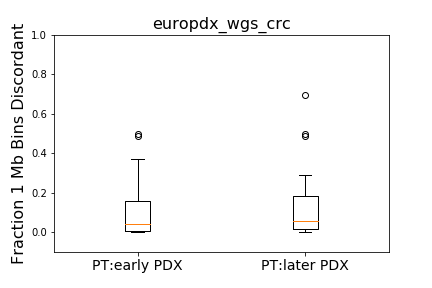 europdx_wgs_crc
Fraction 1 Mb Bins Discordant
1.0
0.8
0.6
0.4
0.2
0.0
PT:early PDX
PT:later PDX